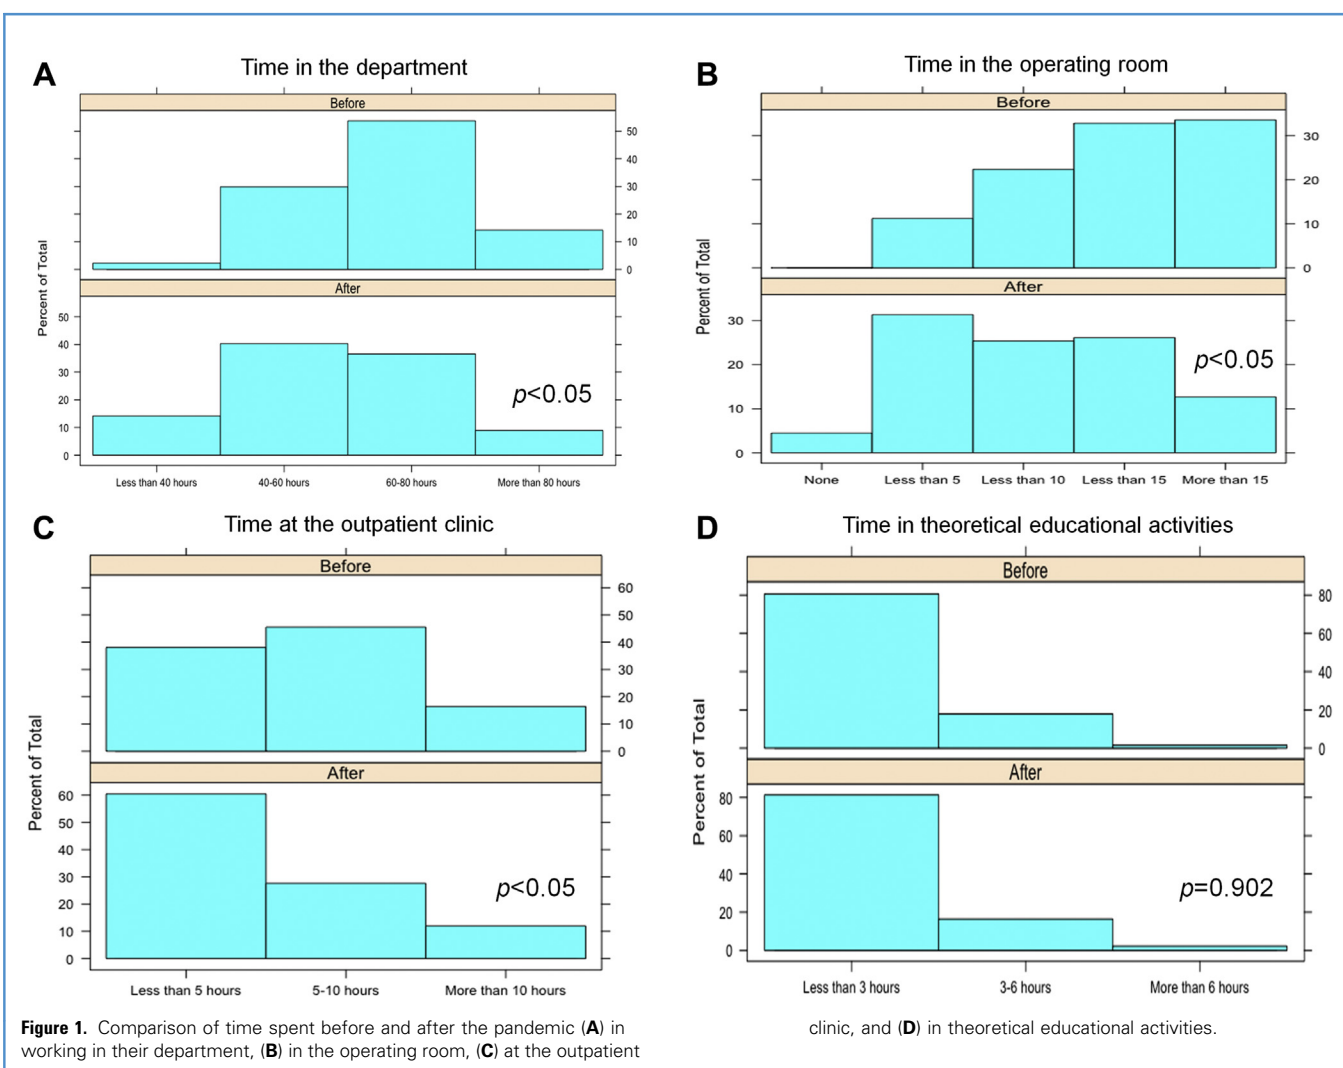 A
Time in the department
Before
50
40
30
20
10
0
Percent of Total
After
50
40
30
20
10
0
p<0.05
Less than 40 hours 40-60 hours 60-80 hours More than 80 hours
B
Time in the operating room
Before
30
20
10
0
Percent of Total
After
30
20
10
0
p<0.05
None Less than 5 Less than 10 Less than 15 More than 15
C
Time at the outpatient clinic
Before
60
50
40
30
20
10
0
Percent of Total
After
60
50
40
30
20
10
0
p<0.05
Less than 5 hours 5-10 hours More than 10 hours
D
Time in theoretical educational activities
Before
80
60
40
20
0
Percent of Total
After
80
60
40
20
0
p=0.902
Less than 3 hours 3-6 hours More than 6 hours
Figure 1. Comparison of time spent before and after the pandemic (A) in
working in their department, (B) in the operating room, (C) at the outpatient
clinic, and (D) in theoretical educational activities.